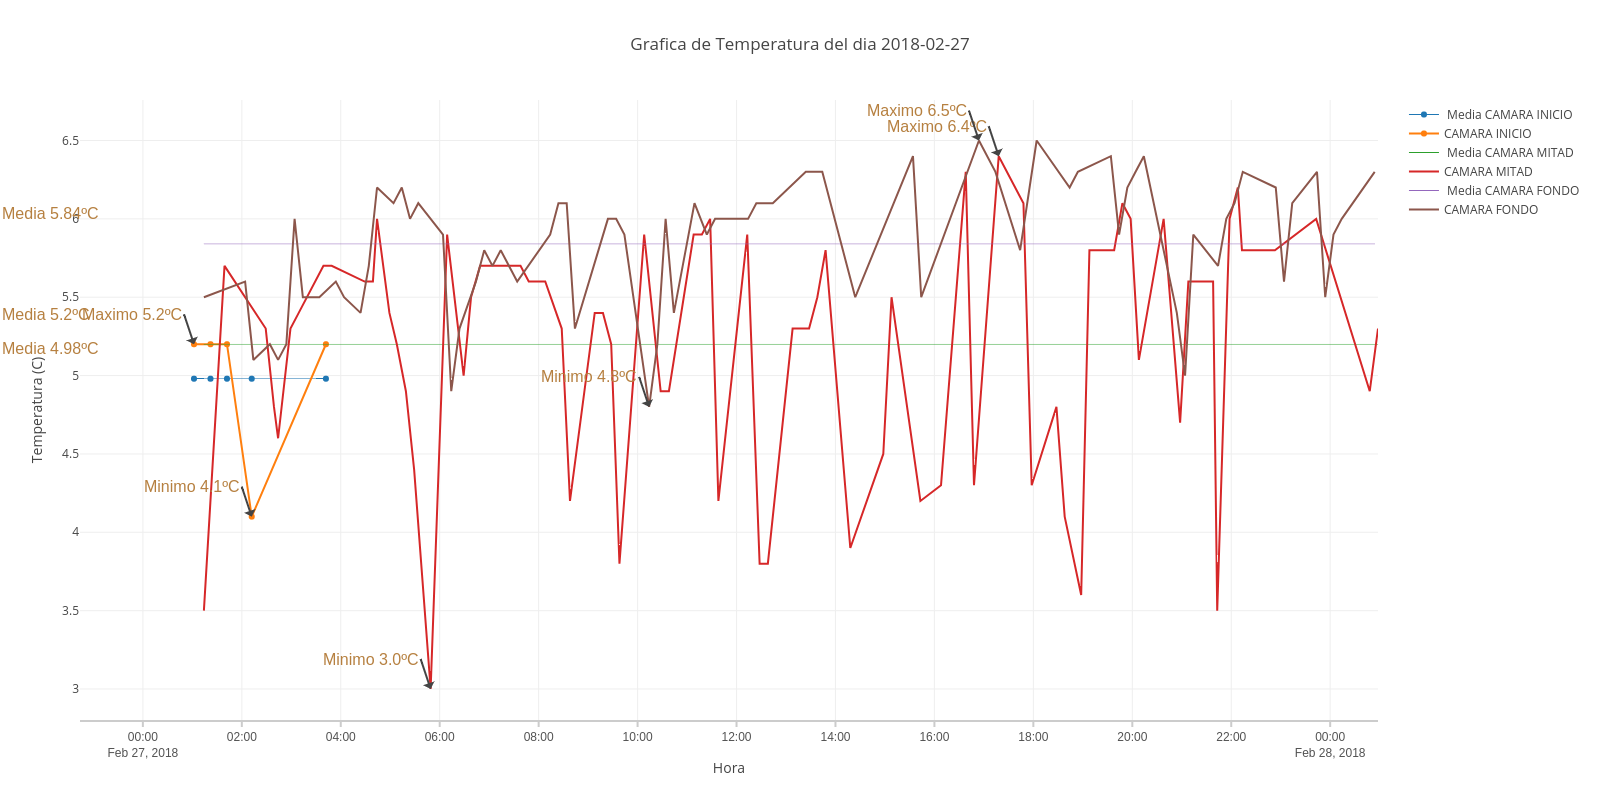 Grafica de Temperatura del dia 2018-02-27
Maximo 6.5ºC
Maximo 6.4ºC
Media CAMARA INICIO
CAMARA INICIO
Media CAMARA MITAD
CAMARA MITAD
Media CAMARA FONDO
CAMARA FONDO
6.5
Media 5.84ºC
6
5.5
Media 5.2ºC
Maximo 5.2ºC
Media 4.98ºC
5
Minimo 4.8ºC
4.5
Minimo 4.1ºC
4
3.5
Minimo 3.0ºC
3
Temperatura (C)
00:00 02:00 04:00 06:00 08:00 10:00 12:00 14:00 16:00 18:00 20:00 22:00 00:00
Feb 27, 2018 Feb 28, 2018
Hora